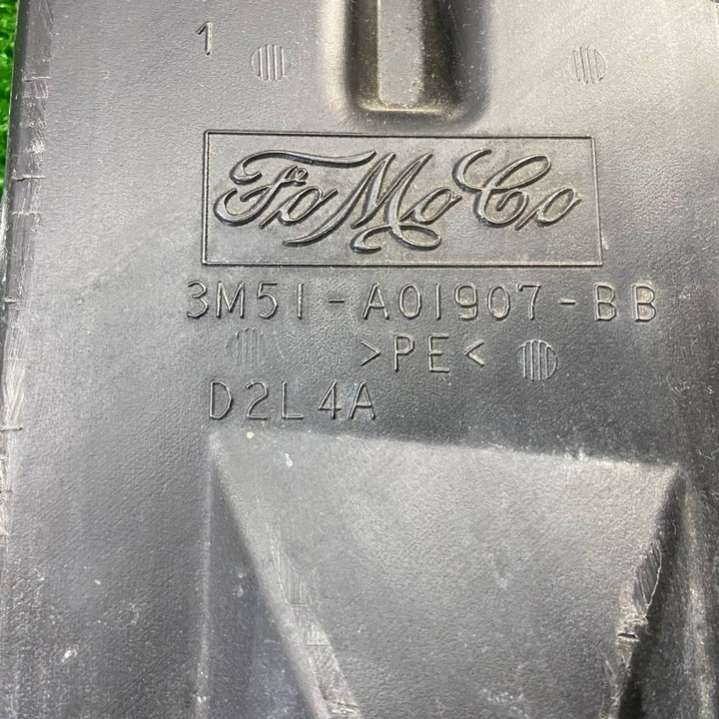 1
FoMoCo
3M51-A01907-BB
>PE<
D2L4A